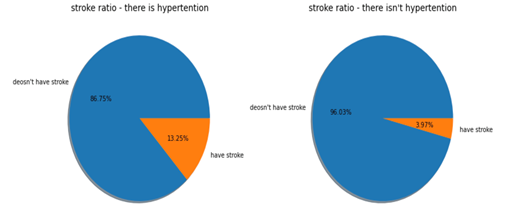 stroke ratio - there is hypertention
deosn't have stroke
86.75%
13.25%
have stroke
stroke ratio - there isn't hypertention
deosn't have stroke
96.03%
3.97%
have stroke